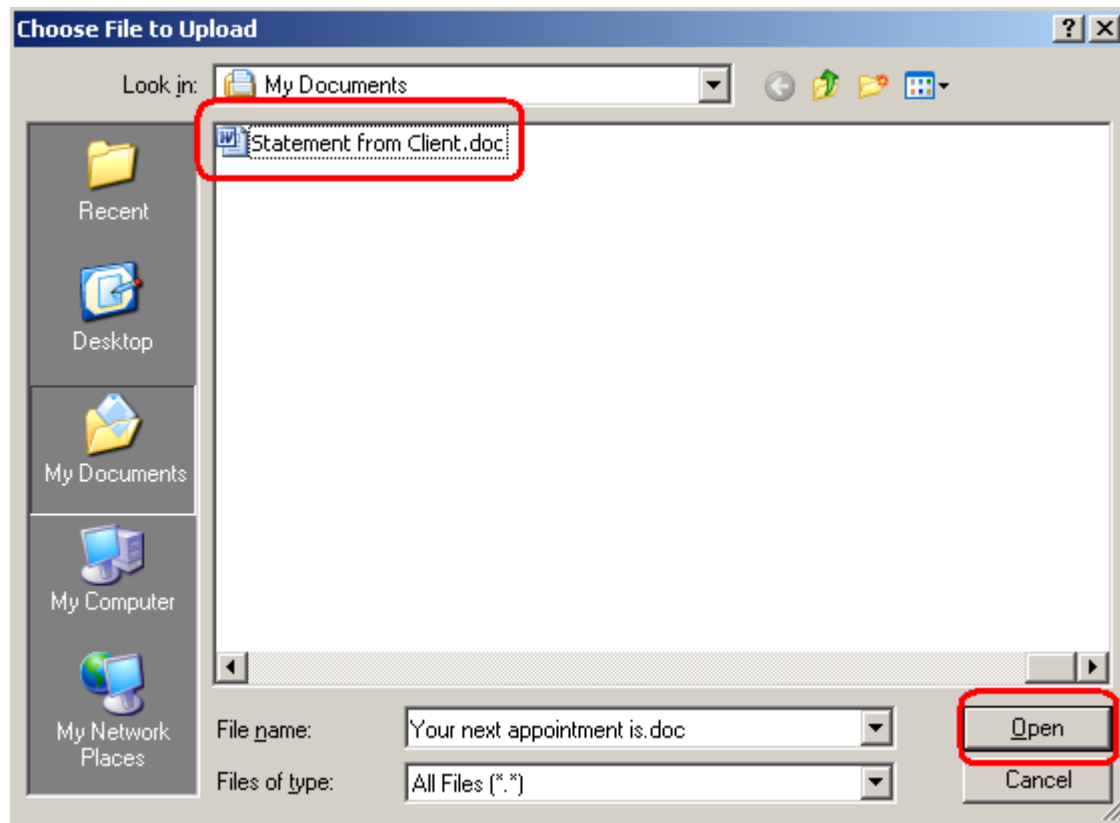 Choose File to Upload
Look in: My Documents
Statement from Client.doc
Recent
Desktop
My Documents
My Computer
My Network
Places
File name: Your next appointment is.doc Open
Files of type: All Files (*.*) Cancel